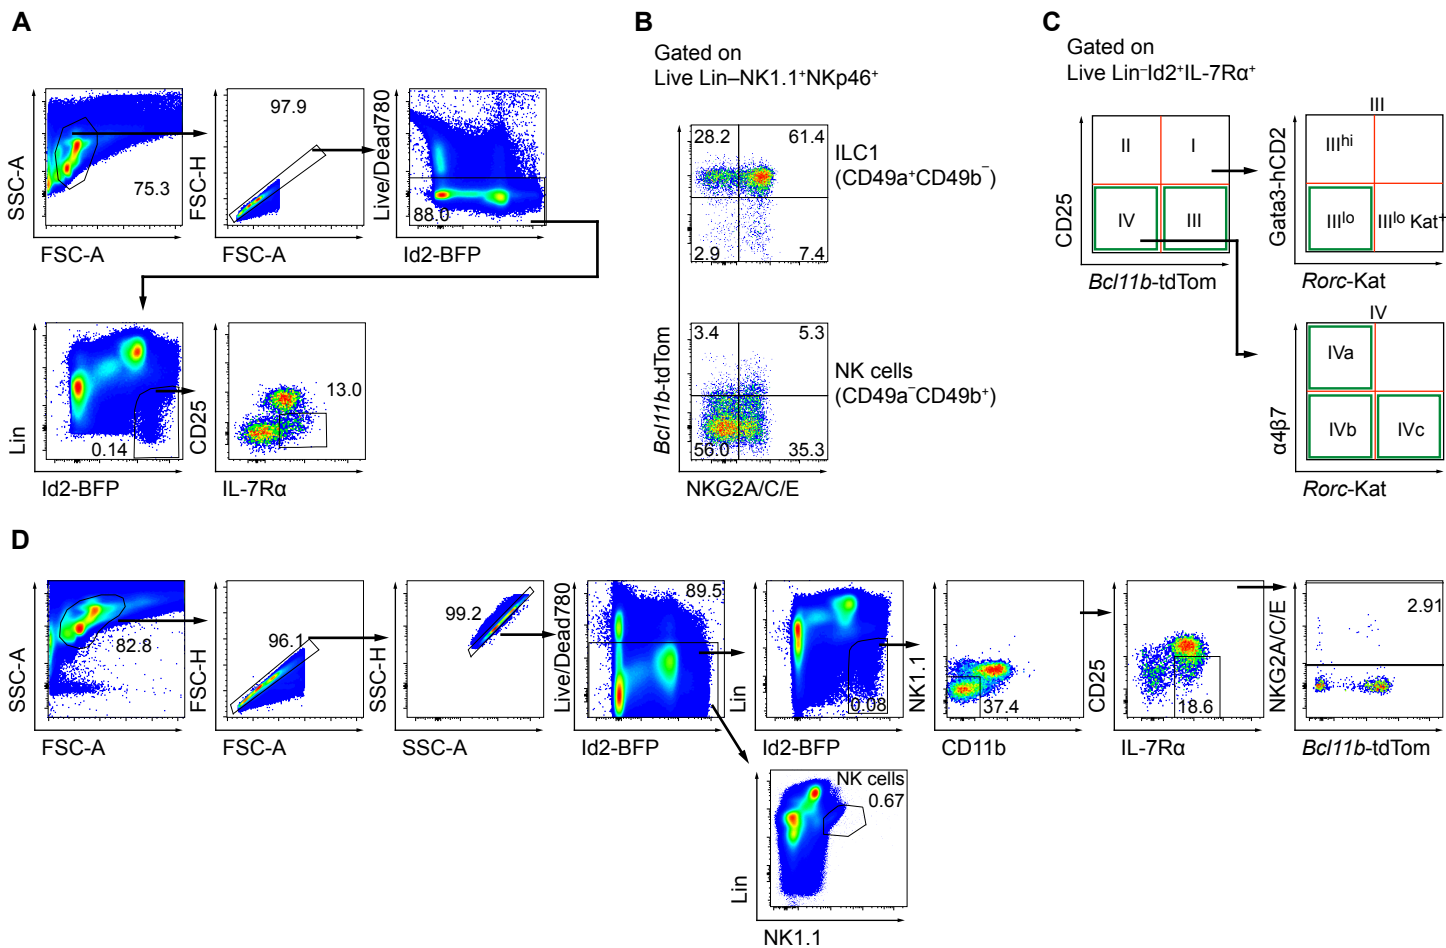 A
SSC-A
75.3
FSC-A
FSC-H
97.9
FSC-A
Live/Dead780
88.0
Id2-BFP
Lin
0.14
Id2-BFP
CD25
13.0
IL-7Rα
B
Gated on
Live Lin–NK1.1⁺NKp46⁺
28.2
61.4
2.9
7.4
ILC1
(CD49a⁺CD49b⁻)
3.4
5.3
56.0
35.3
NK cells
(CD49a⁻CD49b⁺)
Bcl11b-tdTom
NKG2A/C/E
C
Gated on
Live Lin⁻Id2⁺IL-7Rα⁺
II
I
IV
III
CD25
Bcl11b-tdTom
III
IIIhi
IIIlo
IIIlo Kat⁺
Gata3-hCD2
Rorc-Kat
IV
IVa
IVb
IVc
α4β7
Rorc-Kat
D
SSC-A
82.8
FSC-A
FSC-H
96.1
FSC-A
SSC-H
99.2
SSC-A
Live/Dead780
89.5
Id2-BFP
Lin
0.08
Id2-BFP
NK1.1
37.4
CD11b
CD25
18.6
IL-7Rα
NKG2A/C/E
2.91
Bcl11b-tdTom
NK cells
0.67
Lin
NK1.1